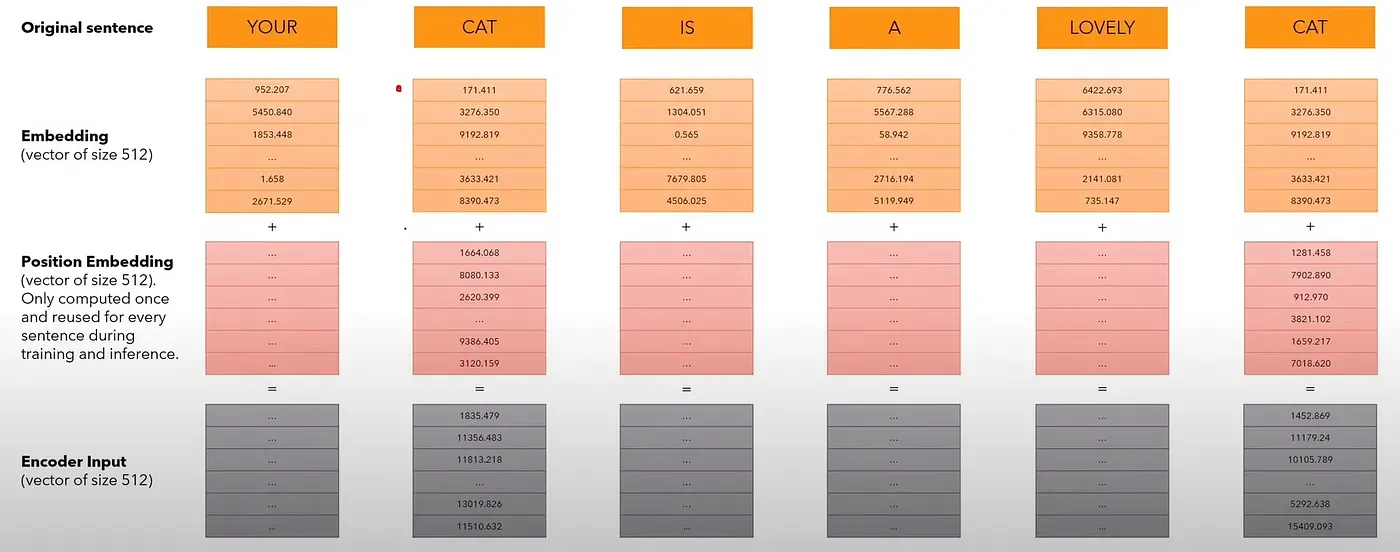 Original sentence YOUR CAT IS A LOVELY CAT
952.207 171.411 621.659 776.562 6422.693 171.411
5450.840 3276.350 1304.051 5567.288 6315.080 3276.350
Embedding 1853.448 9192.819 0.565 58.942 9358.778 9192.819
(vector of size 512) ... ... ... ... ... ...
1.658 3633.421 7679.805 2716.194 2141.081 3633.421
2671.529 8390.473 4506.025 5119.949 735.147 8390.473
+ + + + + +
Position Embedding ... 1664.068 ... ... ... 1281.458
(vector of size 512). ... 8080.133 ... ... ... 7902.890
Only computed once ... 2620.399 ... ... ... 912.970
and reused for every ... ... ... ... ... 3821.102
sentence during ... 9386.405 ... ... ... 1659.217
training and inference. ... 3120.159 ... ... ... 7018.620
= = = = = =
... 1835.479 ... ... ... 1452.869
... 11356.483 ... ... ... 11179.24
Encoder Input ... 11813.218 ... ... ... 10105.789
(vector of size 512) ... ... ... ... ... ...
... 13019.826 ... ... ... 5292.638
... 11510.632 ... ... ... 15409.093